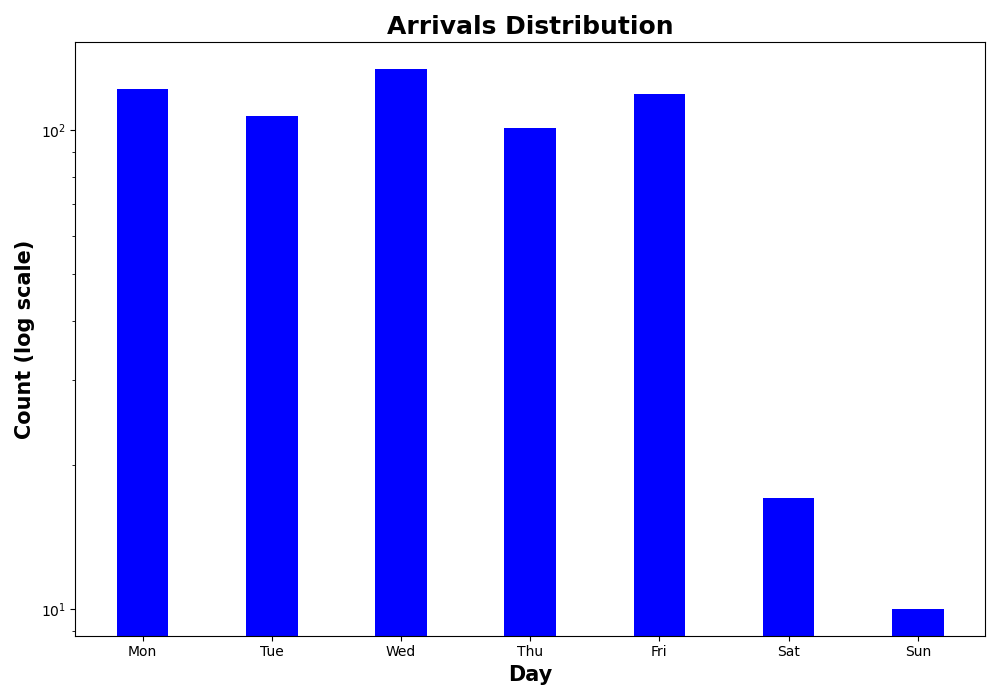 Arrivals Distribution
Count (log scale)
10²
10¹
Mon Tue Wed Thu Fri Sat Sun
Day